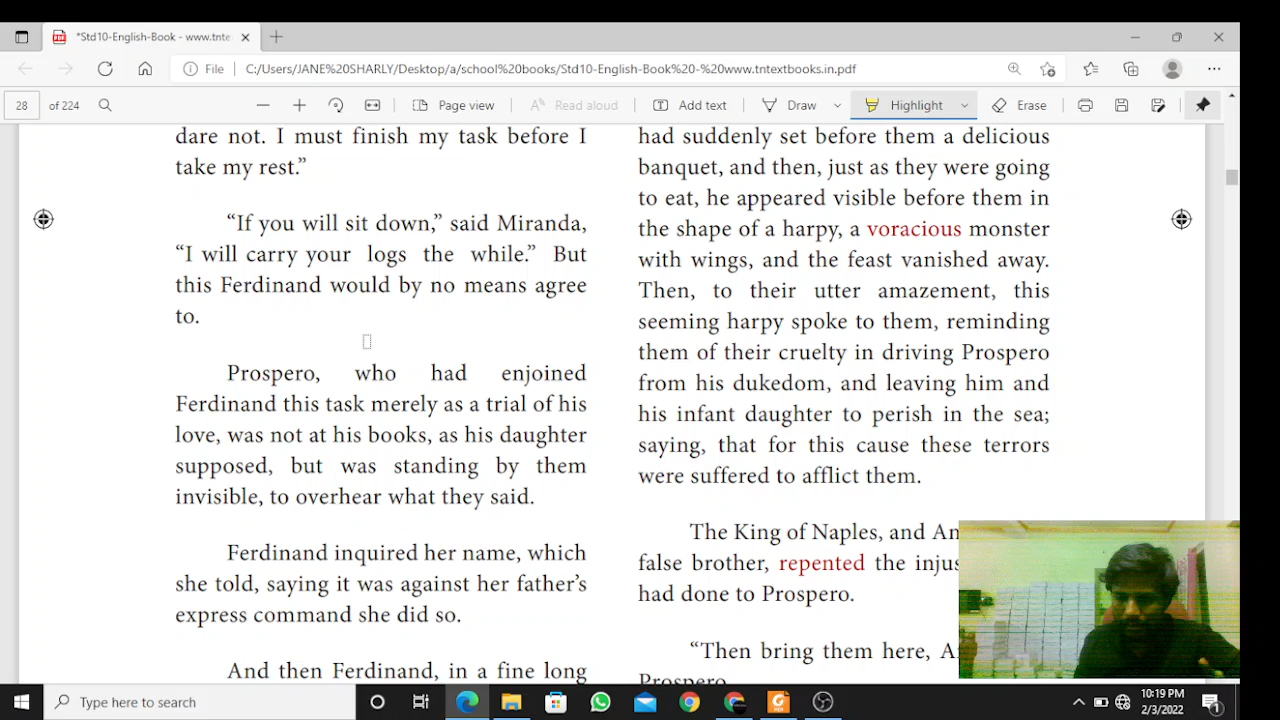 *Std10-English-Book - www.tnte
File
C:/Users/JANE%20SHARLY/Desktop/a/school%20books/Std10-English-Book%20-%20www.tntextbooks.in.pdf
28 of 224
Page view
Read aloud
Add text
Draw
Highlight
Erase
dare not. I must finish my task before I
take my rest.”
“If you will sit down,” said Miranda,
“I will carry your logs the while.” But
this Ferdinand would by no means agree
to.
Prospero, who had enjoined
Ferdinand this task merely as a trial of his
love, was not at his books, as his daughter
supposed, but was standing by them
invisible, to overhear what they said.
Ferdinand inquired her name, which
she told, saying it was against her father’s
express command she did so.
And then Ferdinand, in a fine long
had suddenly set before them a delicious
banquet, and then, just as they were going
to eat, he appeared visible before them in
the shape of a harpy, a voracious monster
with wings, and the feast vanished away.
Then, to their utter amazement, this
seeming harpy spoke to them, reminding
them of their cruelty in driving Prospero
from his dukedom, and leaving him and
his infant daughter to perish in the sea;
saying, that for this cause these terrors
were suffered to afflict them.
The King of Naples, and An
false brother, repented the injus
had done to Prospero.
“Then bring them here, A
Prospero
Type here to search
10:19 PM
2/3/2022